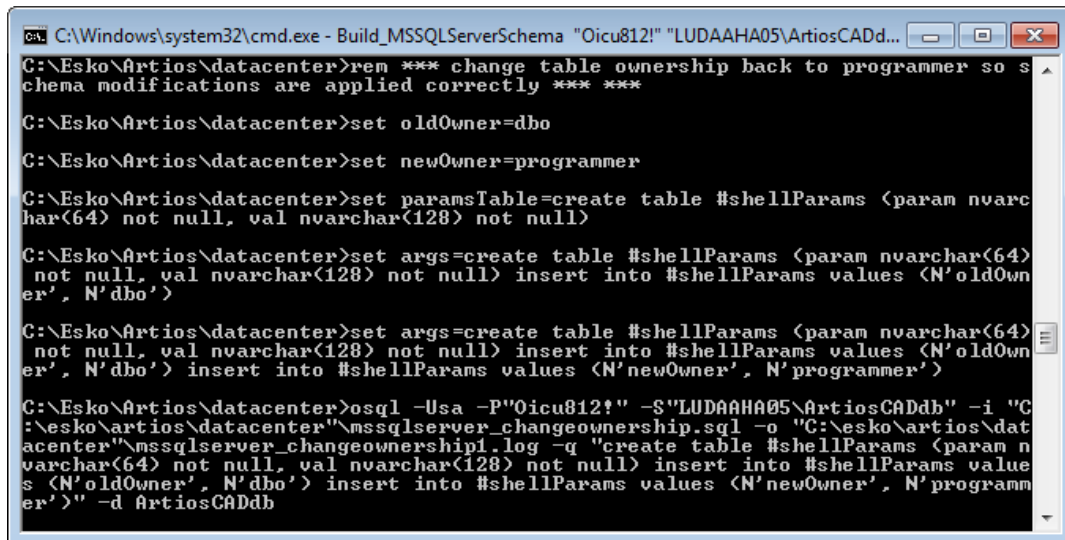 C:\Windows\system32\cmd.exe - Build_MSSQLServerSchema "Oicu812!" "LUDAAHA05\ArtiosCADd...
C:\Esko\Artios\datacenter>rem *** change table ownership back to programmer so s
chema modifications are applied correctly *** ***
C:\Esko\Artios\datacenter>set oldOwner=dbo
C:\Esko\Artios\datacenter>set newOwner=programmer
C:\Esko\Artios\datacenter>set paramsTable=create table #shellParams (param nvarc
har(64) not null, val nvarchar(128) not null)
C:\Esko\Artios\datacenter>set args=create table #shellParams (param nvarchar(64)
 not null, val nvarchar(128) not null) insert into #shellParams values (N'oldOwn
er', N'dbo')
C:\Esko\Artios\datacenter>set args=create table #shellParams (param nvarchar(64)
 not null, val nvarchar(128) not null) insert into #shellParams values (N'oldOwn
er', N'dbo') insert into #shellParams values (N'newOwner', N'programmer')
C:\Esko\Artios\datacenter>osql -Usa -P"Oicu812!" -S"LUDAAHA05\ArtiosCADdb" -i "C
:\esko\artios\datacenter"\mssqlserver_changeownership.sql -o "C:\esko\artios\dat
acenter"\mssqlserver_changeownership1.log -q "create table #shellParams (param n
varchar(64) not null, val nvarchar(128) not null) insert into #shellParams value
s (N'oldOwner', N'dbo') insert into #shellParams values (N'newOwner', N'programm
er')" -d ArtiosCADdb